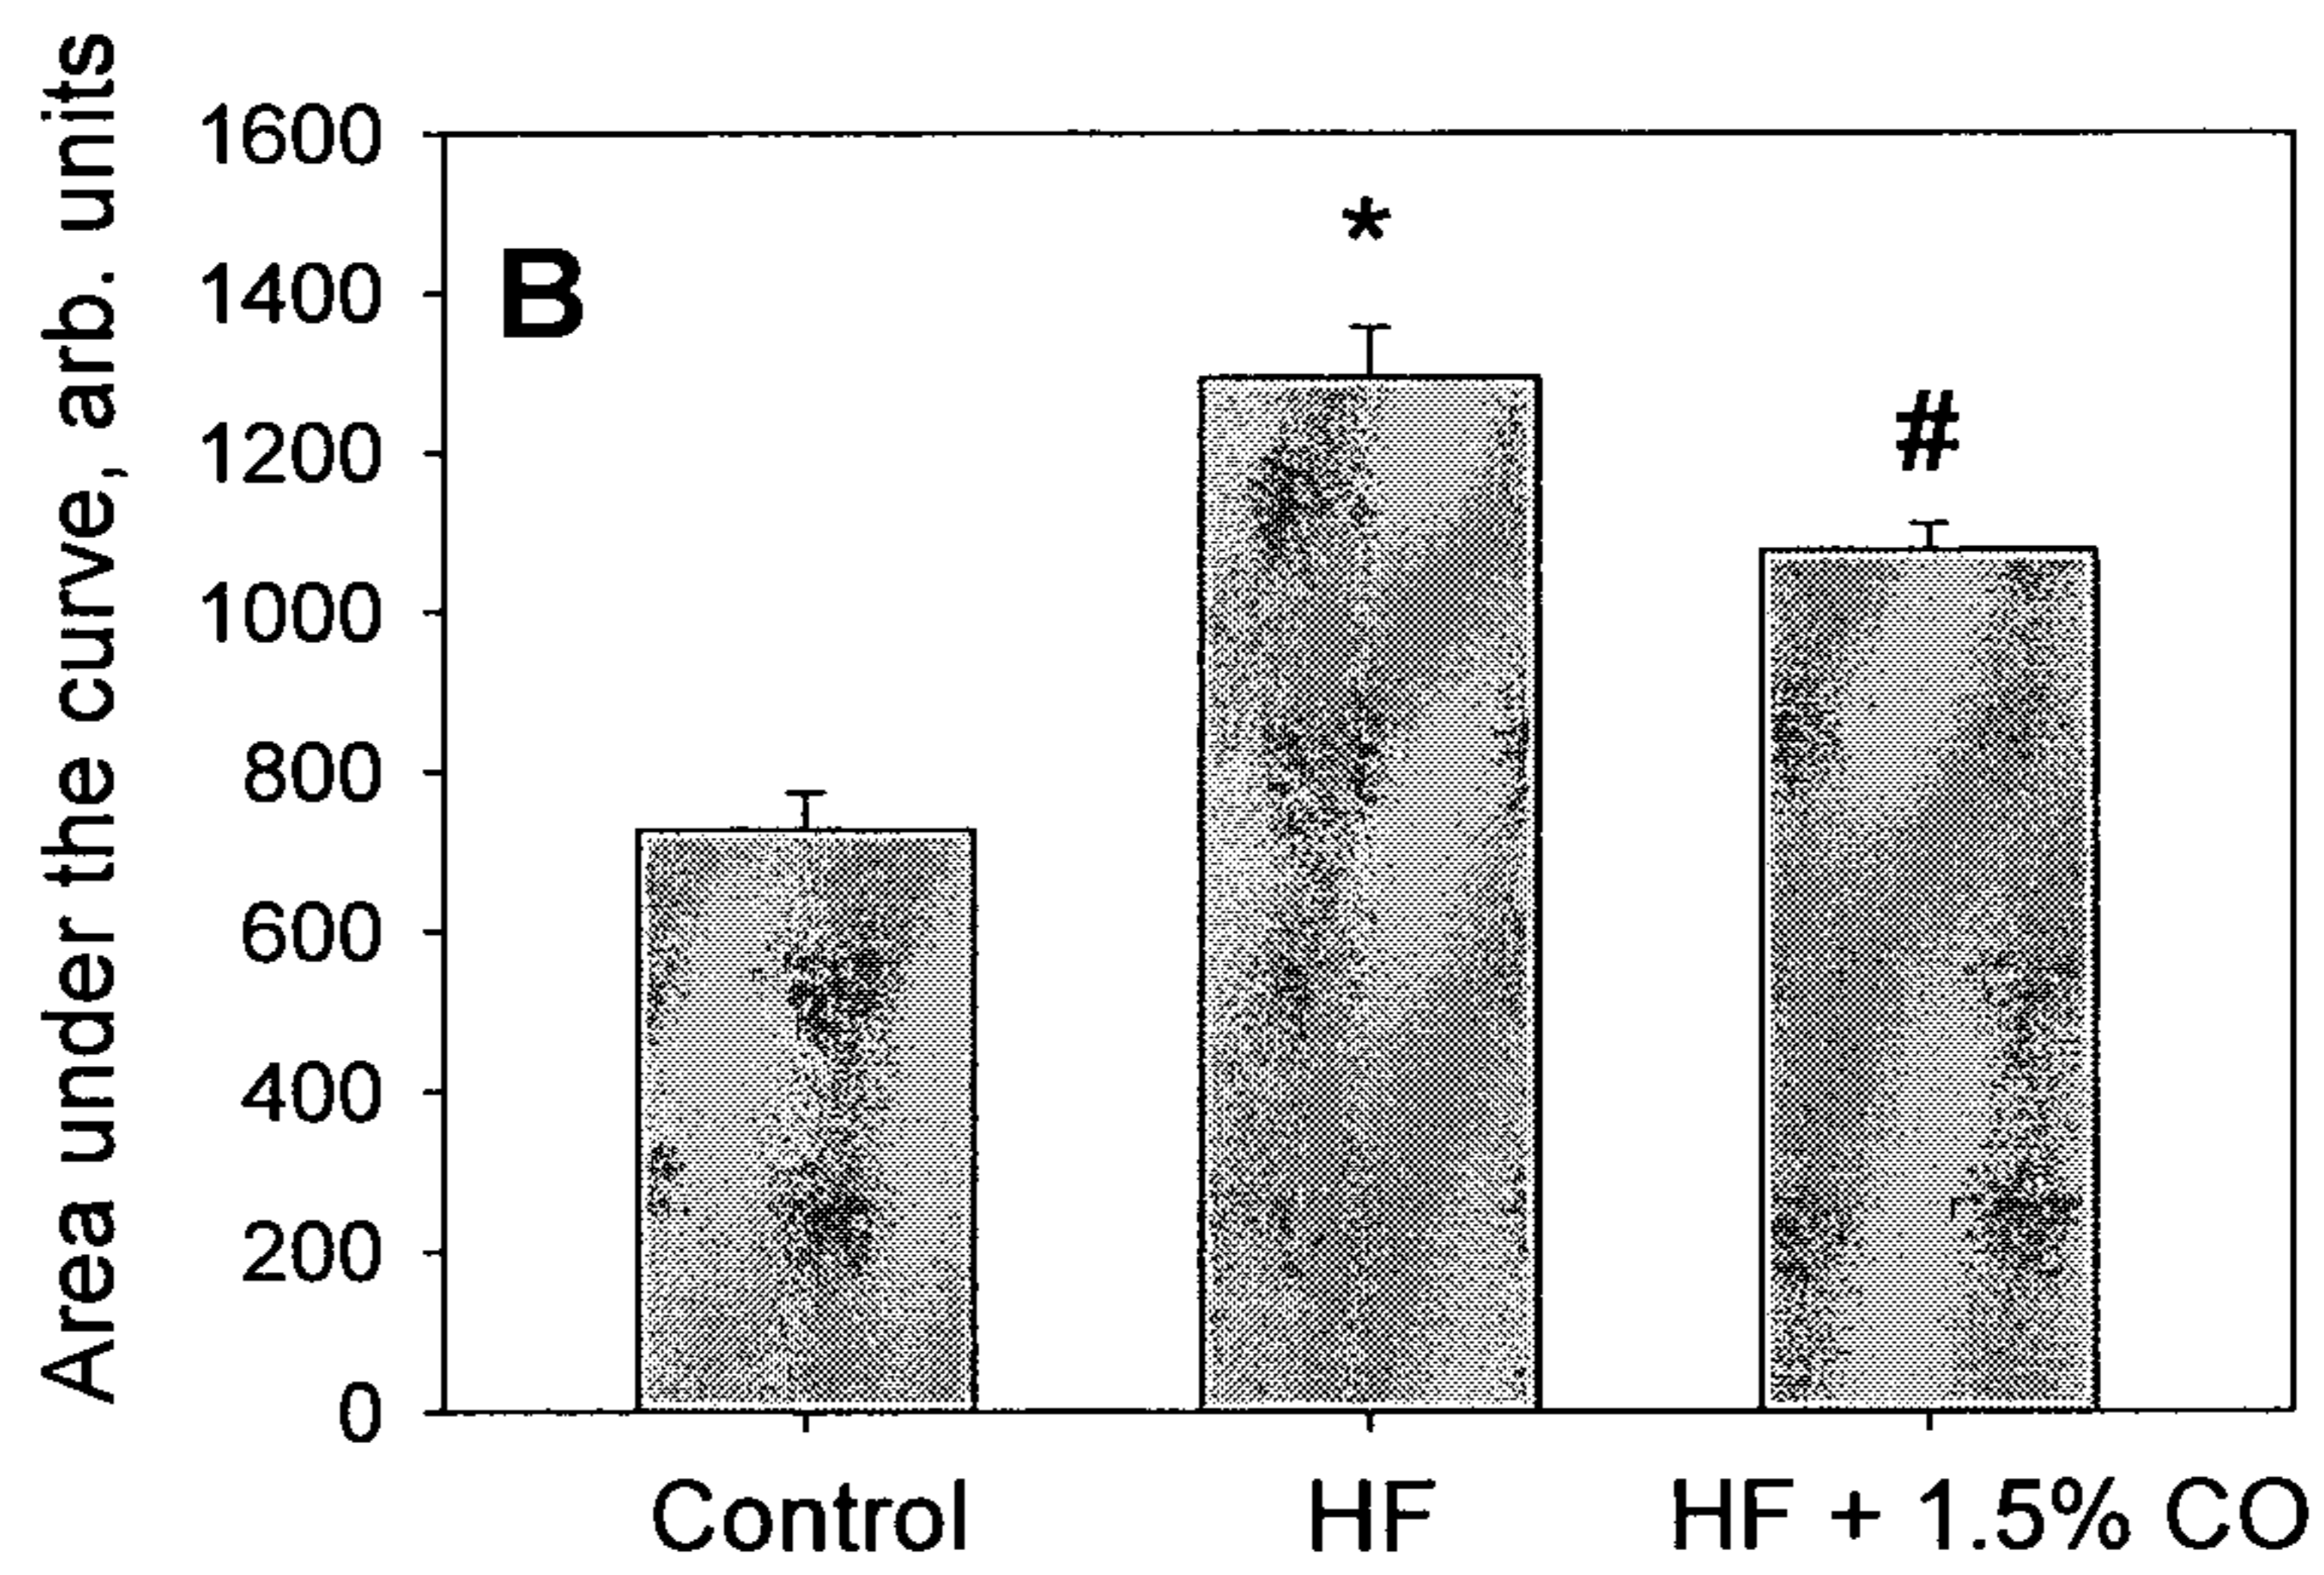 Area under the curve, arb. units
1600
1400
1200
1000
800
600
400
200
0
B
*
#
Control
HF
HF + 1.5% CO